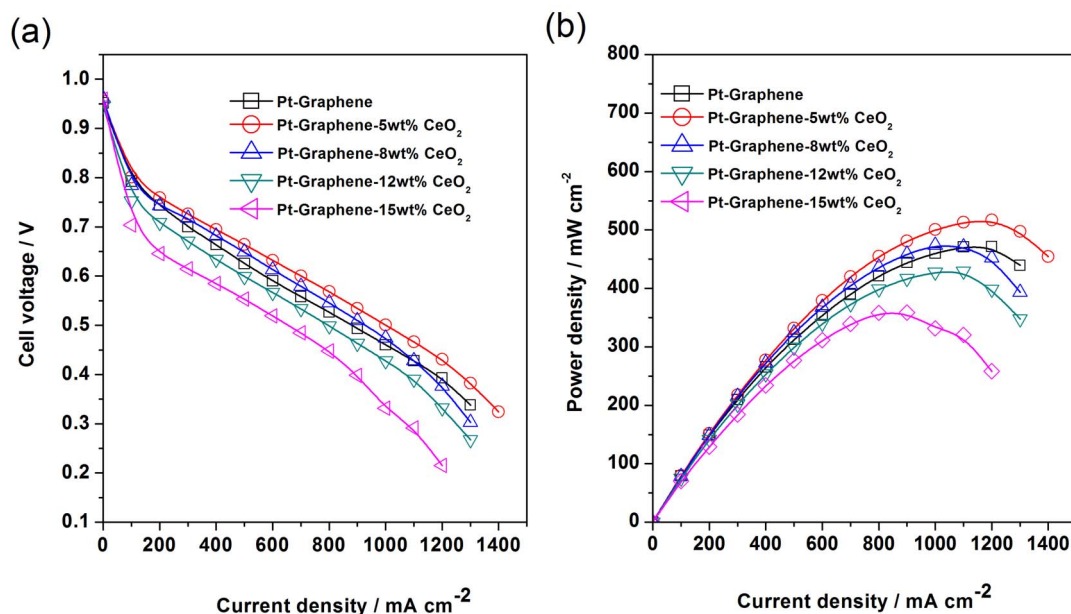 (a)
Cell voltage / V
1.0
0.9
0.8
0.7
0.6
0.5
0.4
0.3
0.2
0.1
Pt-Graphene
Pt-Graphene-5wt% CeO₂
Pt-Graphene-8wt% CeO₂
Pt-Graphene-12wt% CeO₂
Pt-Graphene-15wt% CeO₂
0 200 400 600 800 1000 1200 1400
Current density / mA cm⁻²
(b)
Power density / mW cm⁻²
800
700
600
500
400
300
200
100
0
Pt-Graphene
Pt-Graphene-5wt% CeO₂
Pt-Graphene-8wt% CeO₂
Pt-Graphene-12wt% CeO₂
Pt-Graphene-15wt% CeO₂
0 200 400 600 800 1000 1200 1400
Current density / mA cm⁻²